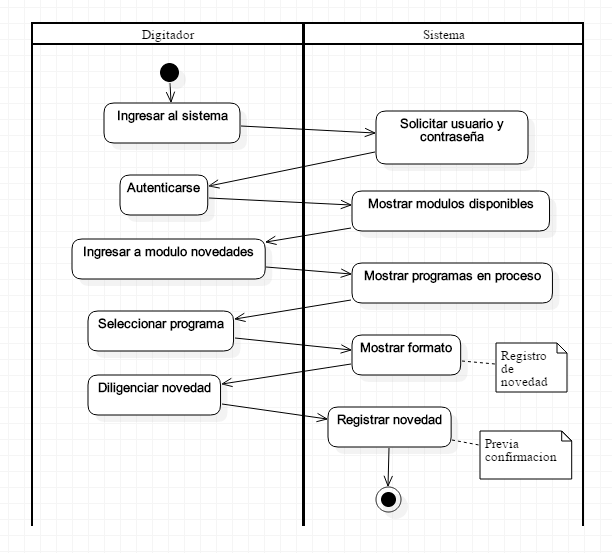 Digitador
Sistema
Ingresar al sistema
Solicitar usuario y
contraseña
Autenticarse
Mostrar modulos disponibles
Ingresar a modulo novedades
Mostrar programas en proceso
Seleccionar programa
Mostrar formato
Registro
de
novedad
Diligenciar novedad
Registrar novedad
Previa
confirmacion